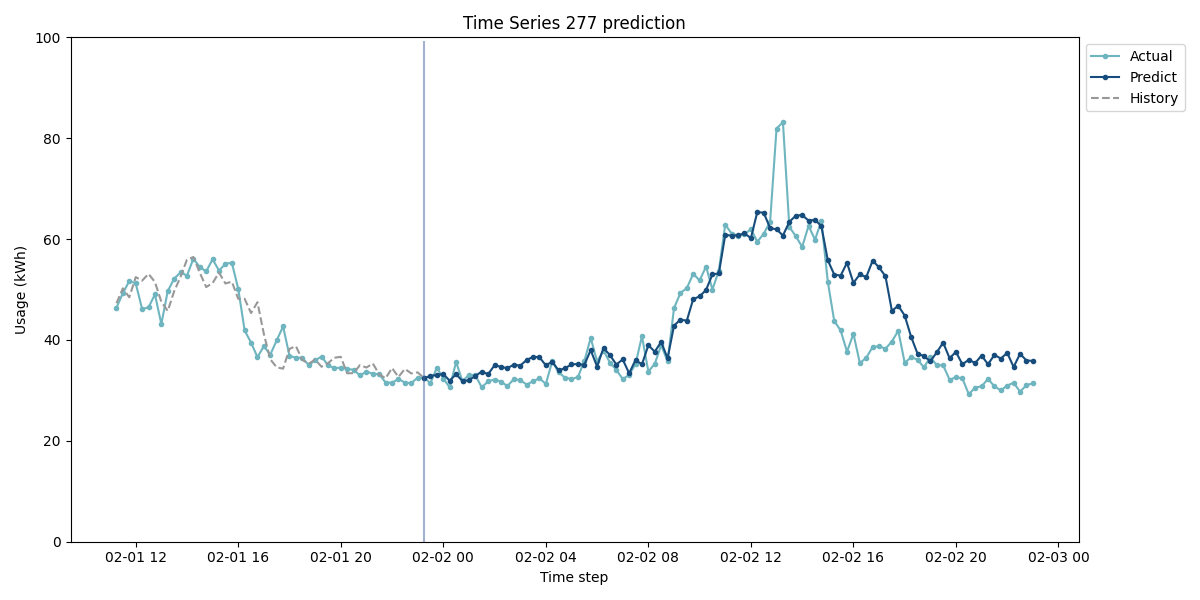 Time Series 277 prediction
100
80
60
40
20
0
Usage (kWh)
02-01 12
02-01 16
02-01 20
02-02 00
02-02 04
02-02 08
02-02 12
02-02 16
02-02 20
02-03 00
Time step
Actual
Predict
History